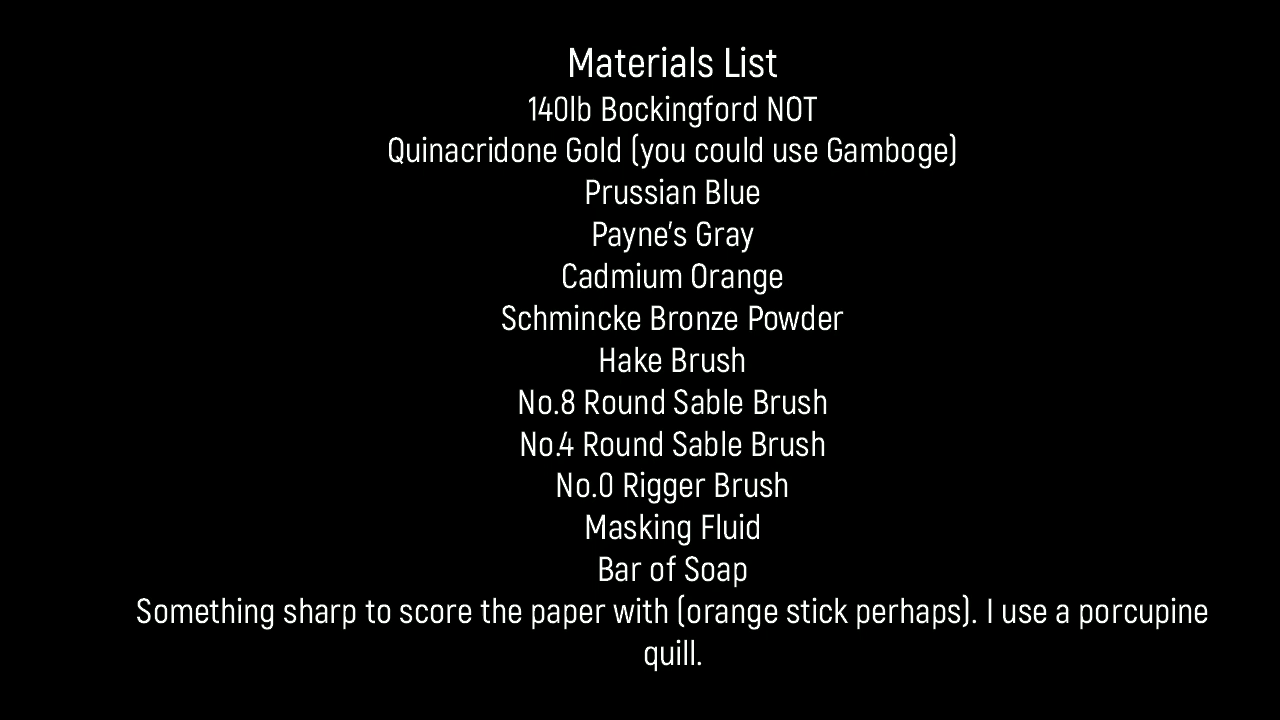 Materials List
140lb Bockingford NOT
Quinacridone Gold (you could use Gamboge)
Prussian Blue
Payne's Gray
Cadmium Orange
Schmincke Bronze Powder
Hake Brush
No.8 Round Sable Brush
No.4 Round Sable Brush
No.0 Rigger Brush
Masking Fluid
Bar of Soap
Something sharp to score the paper with (orange stick perhaps). I use a porcupine
quill.